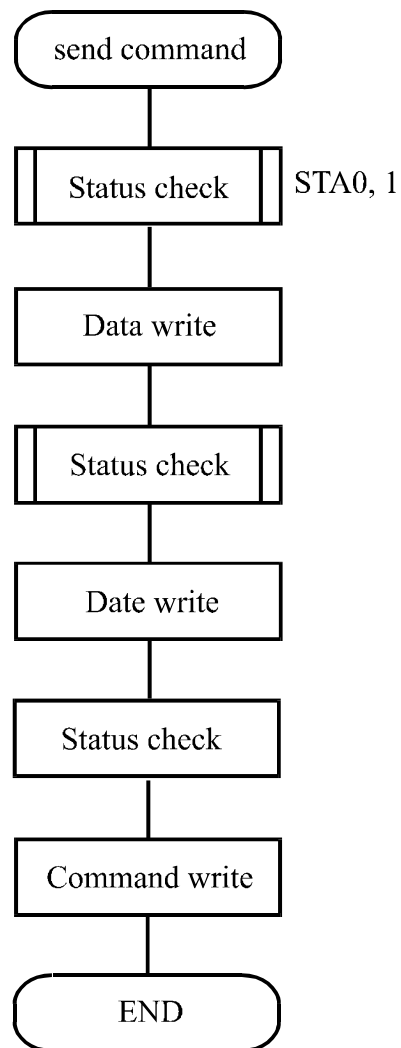 send command
Status check
STA0, 1
Data write
Status check
Date write
Status check
Command write
END